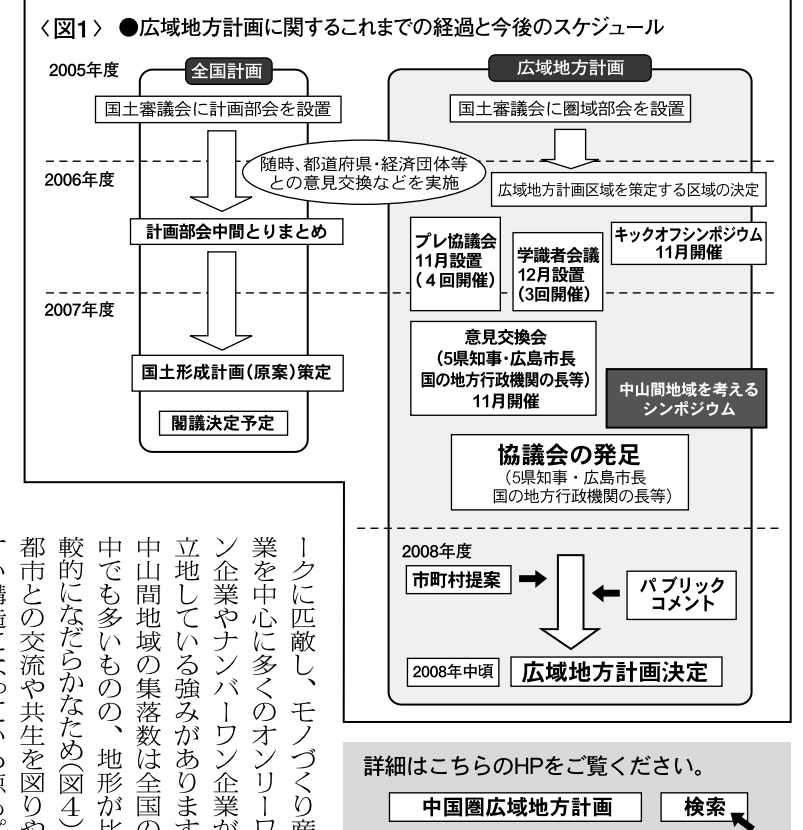 〈図1〉 ●広域地方計画に関するこれまでの経過と今後のスケジュール
2005年度
全国計画
国土審議会に計画部会を設置
広域地方計画
国土審議会に圏域部会を設置
随時、都道府県・経済団体等
との意見交換などを実施
2006年度
広域地方計画区域を策定する区域の決定
計画部会中間とりまとめ
プレ協議会
11月設置
(4回開催)
学識者会議
12月設置
(3回開催)
キックオフシンポジウム
11月開催
2007年度
国土形成計画(原案)策定
閣議決定予定
意見交換会
(5県知事・広島市長
国の地方行政機関の長等)
11月開催
中山間地域を考える
シンポジウム
協議会の発足
(5県知事・広島市長
国の地方行政機関の長等)
2008年度
市町村提案
パブリック
コメント
2008年中頃
広域地方計画決定
ークに匹敵し、モノづくり産
業を中心に多くのオンリーワ
ン企業やナンバーワン企業が
立地している強みがあります
中山間地域の集落数は全国の
中でも多いものの、地形が比
較的になだらかなため(図4)
都市との交流や共生を図りや
詳細はこちらのHPをご覧ください。
中国圏広域地方計画
検索